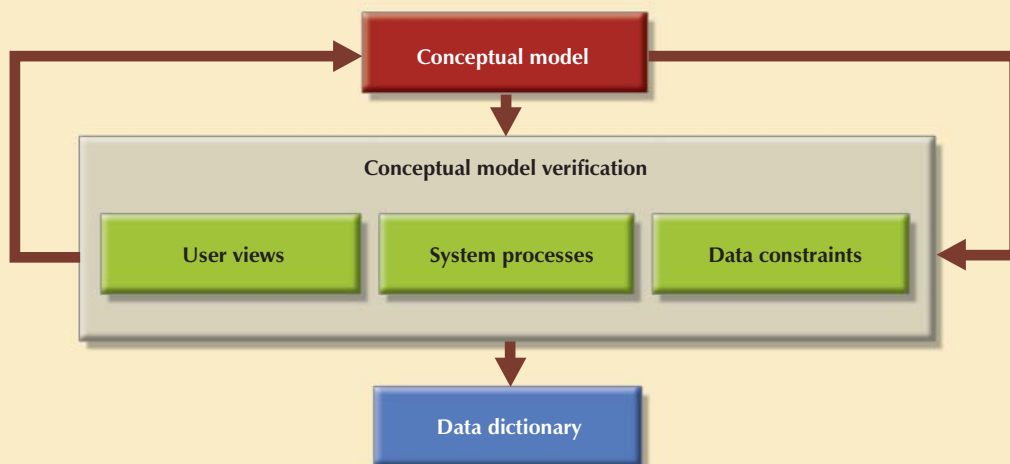 Conceptual model
Conceptual model verification
User views
System processes
Data constraints
Data dictionary